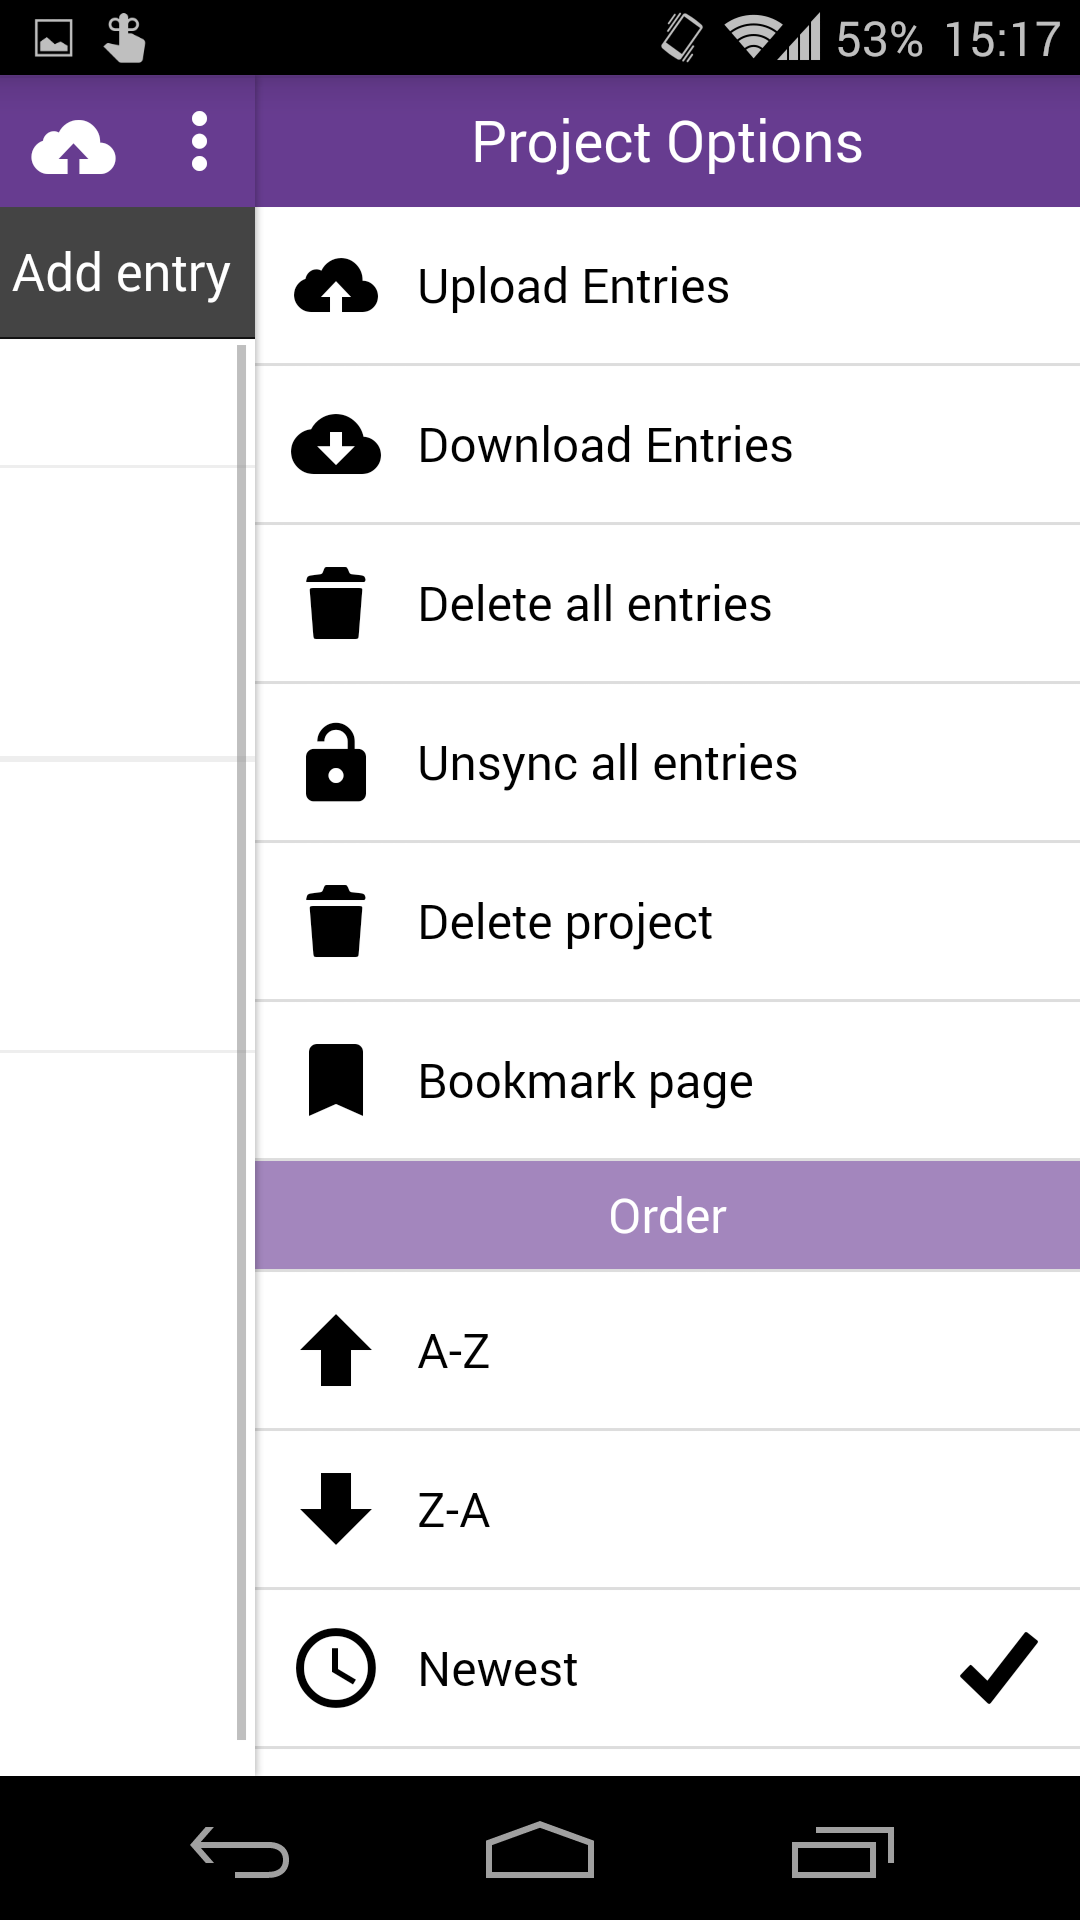 53% 15:17
Project Options
Add entry
Upload Entries
Download Entries
Delete all entries
Unsync all entries
Delete project
Bookmark page
Order
A-Z
Z-A
Newest